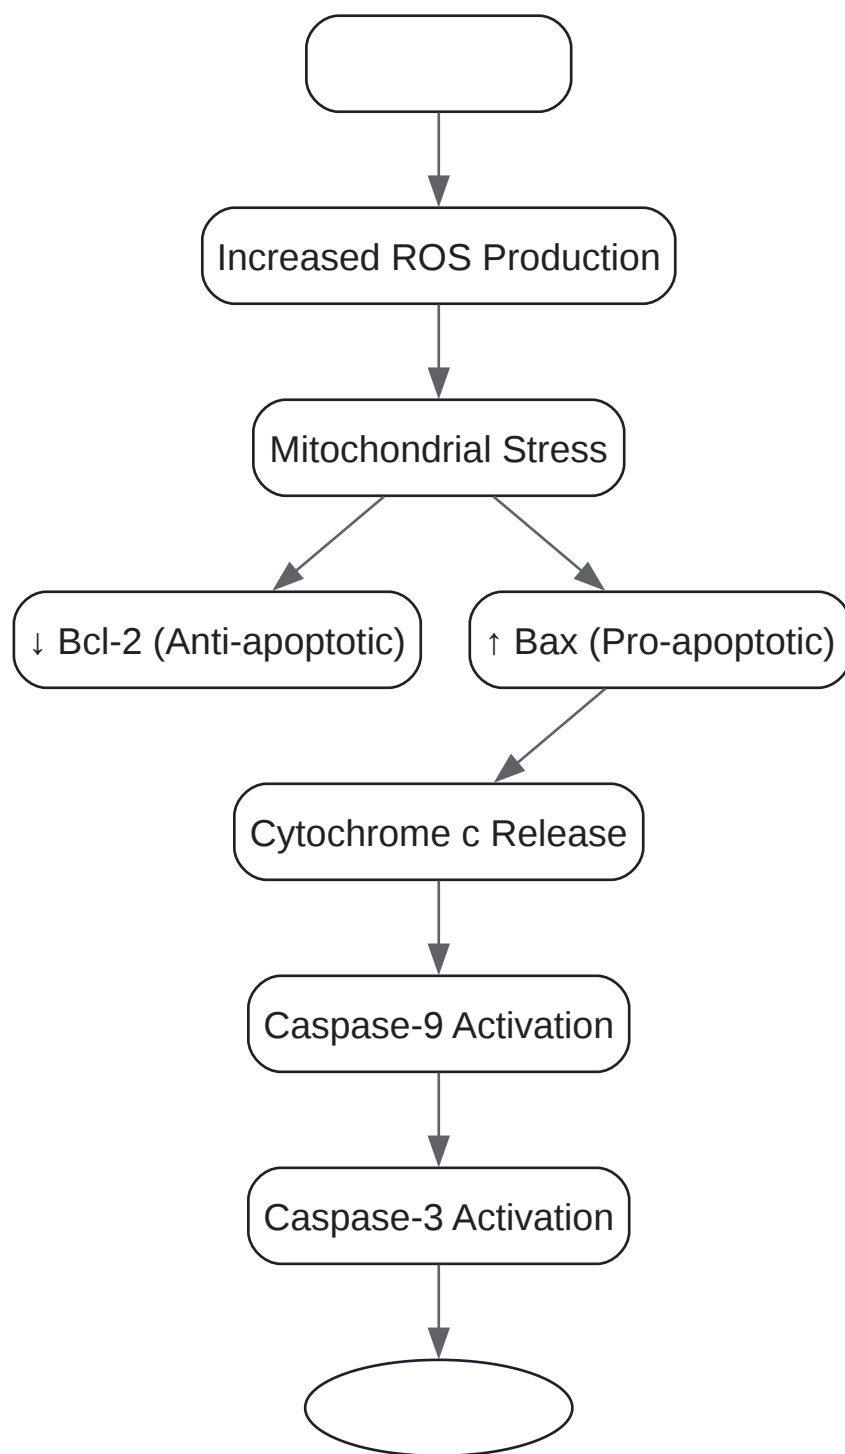 Increased ROS Production
Mitochondrial Stress
↓ Bcl-2 (Anti-apoptotic)
↑ Bax (Pro-apoptotic)
Cytochrome c Release
Caspase-9 Activation
Caspase-3 Activation